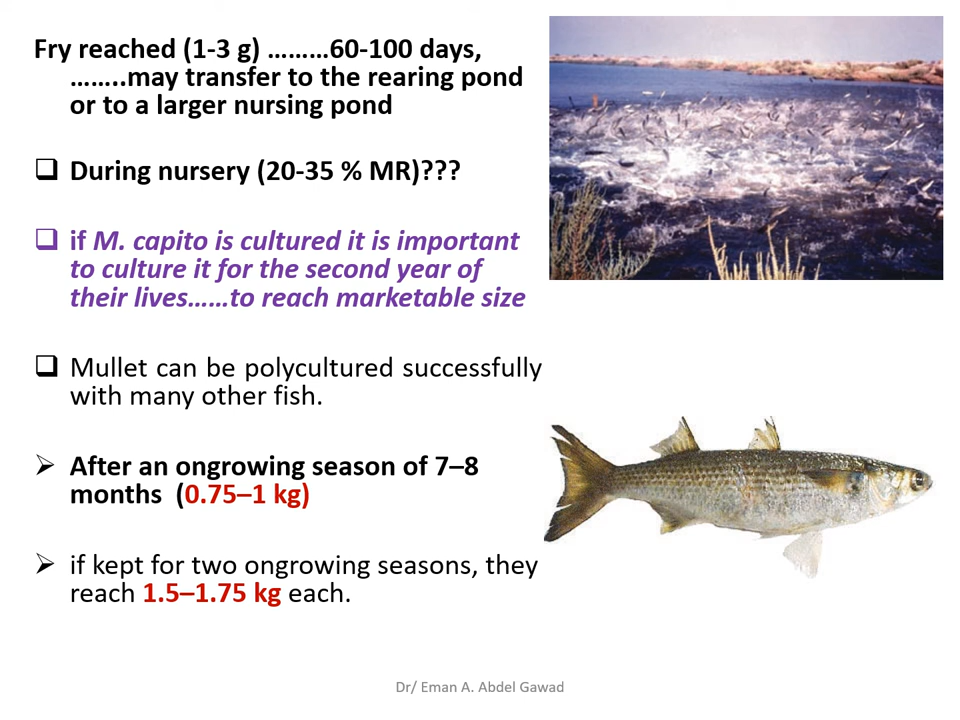 Fry reached (1-3 g) ………60-100 days,
……..may transfer to the rearing pond
or to a larger nursing pond
❑ During nursery (20-35 % MR)???
❑ if M. capito is cultured it is important
to culture it for the second year of
their lives……to reach marketable size
❑ Mullet can be polycultured successfully
with many other fish.
➢ After an ongrowing season of 7–8
months (0.75–1 kg)
➢ if kept for two ongrowing seasons, they
reach 1.5–1.75 kg each.
Dr/ Eman A. Abdel Gawad